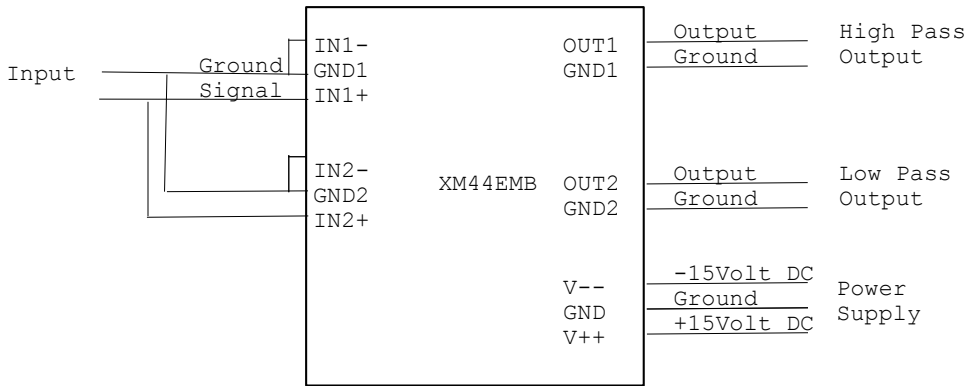 Input
Ground
Signal
IN1-
GND1
IN1+
IN2-
GND2
IN2+
XM44EMB
OUT1
GND1
Output
Ground
High Pass
Output
OUT2
GND2
Output
Ground
Low Pass
Output
V--
GND
V++
-15Volt DC
Ground
+15Volt DC
Power
Supply